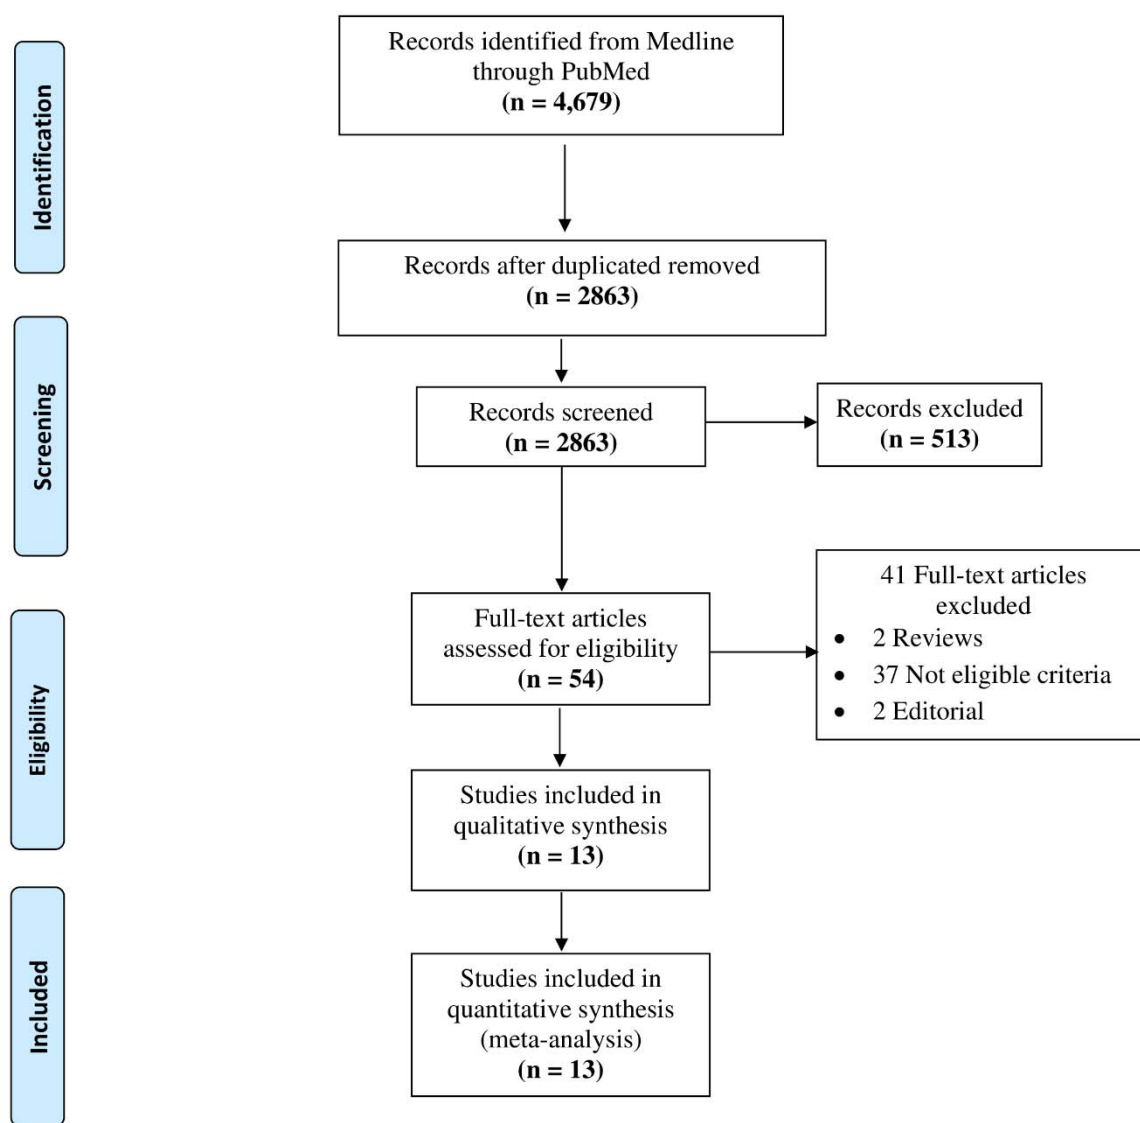 Identification
Records identified from Medline
through PubMed
(n = 4,679)
Records after duplicated removed
(n = 2863)
Screening
Records screened
(n = 2863)
Records excluded
(n = 513)
Eligibility
Full-text articles
assessed for eligibility
(n = 54)
41 Full-text articles
excluded
• 2 Reviews
• 37 Not eligible criteria
• 2 Editorial
Studies included in
qualitative synthesis
(n = 13)
Included
Studies included in
quantitative synthesis
(meta-analysis)
(n = 13)